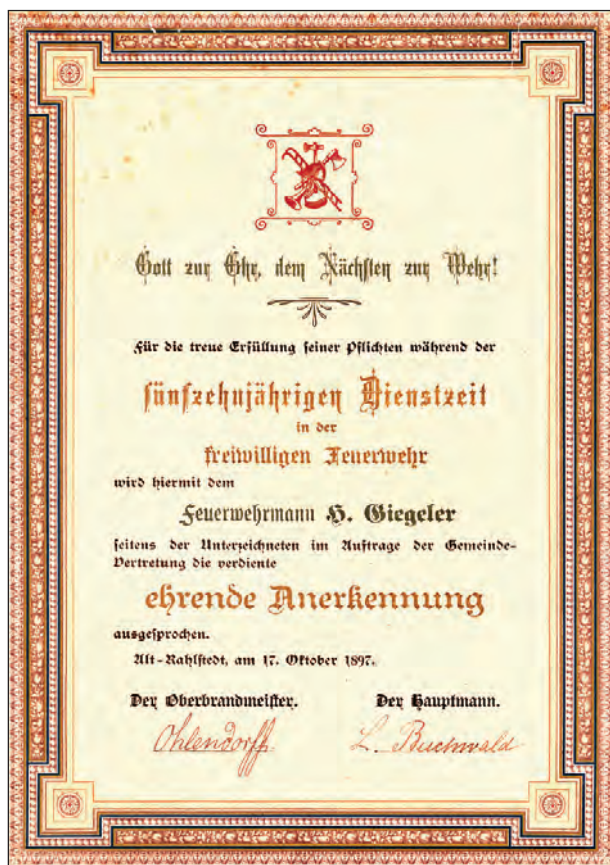 Gott zur Ehr, dem Nächsten zur Wehr!
Für die treue Erfüllung seiner Pflichten während der
fünfzehnjährigen Dienstzeit
in der
freiwilligen Feuerwehr
wird hiermit dem
Feuerwehrmann H. Giegeler
seitens der Unterzeichneten im Auftrage der Gemeinde-
Vertretung die verdiente
ehrende Anerkennung
ausgesprochen.
Alt-Rahlstedt, am 17. Oktober 1897.
Der Oberbrandmeister. Der Hauptmann.
Ohlendorff. L. Buchwald